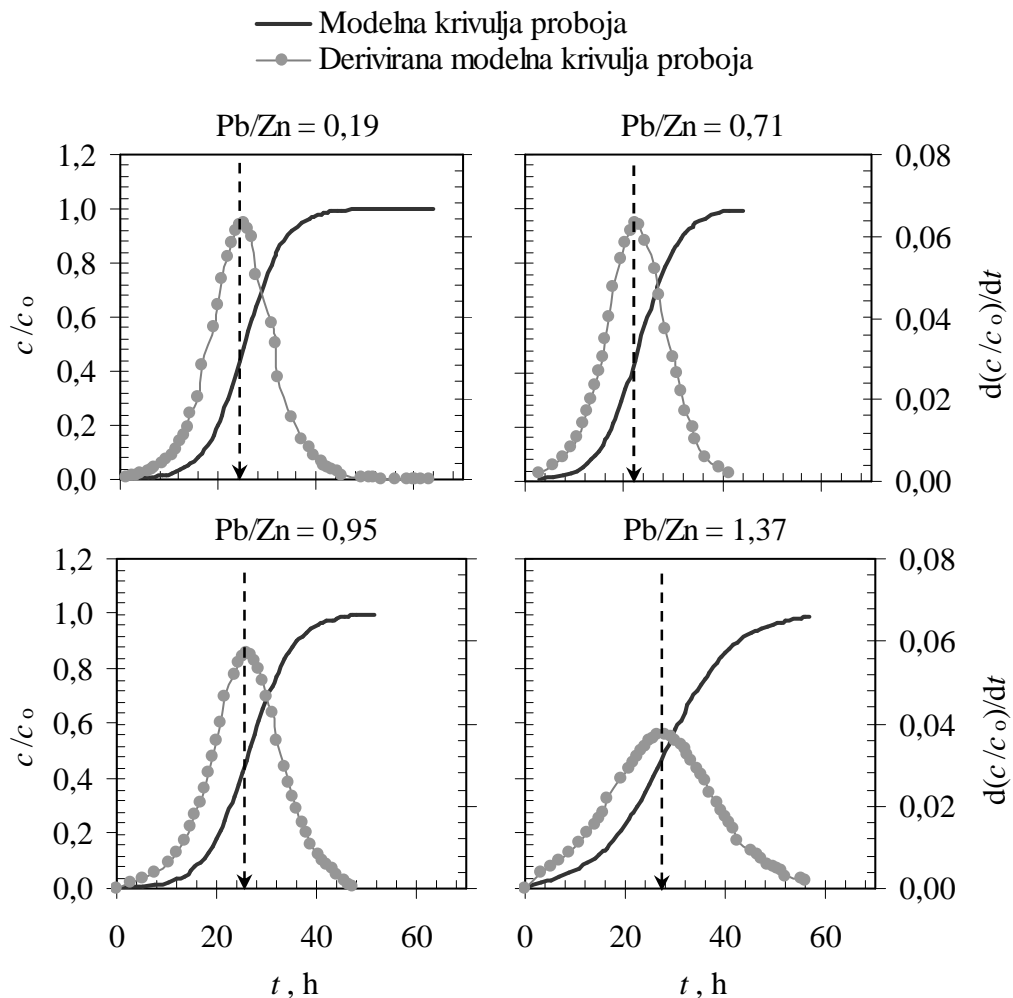 Modelna krivulja proboja
Derivirana modelna krivulja proboja
Pb/Zn = 0,19
Pb/Zn = 0,71
1,2
1,0
0,8
0,6
0,4
0,2
0,0
c/co
0,08
0,06
0,04
0,02
0,00
d(c/co)/dt
Pb/Zn = 0,95
Pb/Zn = 1,37
1,2
1,0
0,8
0,6
0,4
0,2
0,0
c/co
0,08
0,06
0,04
0,02
0,00
d(c/co)/dt
0 20 40 60
0 20 40 60
t , h
t , h